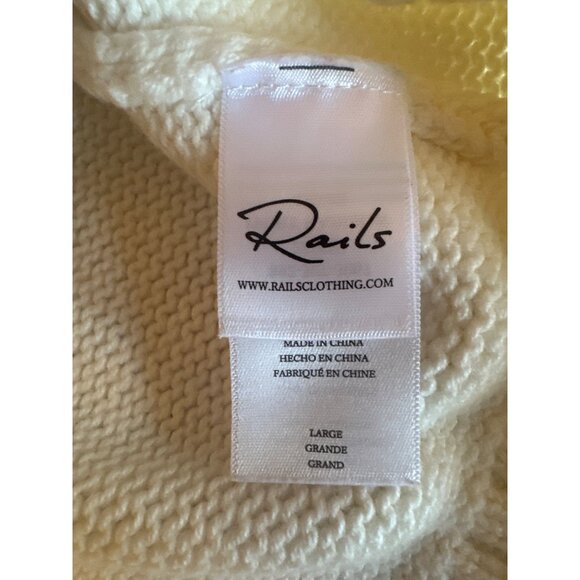 Rails
WWW.RAILSCLOTHING.COM
MADE IN CHINA
HECHO EN CHINA
FABRIQUÉ EN CHINE
LARGE
GRANDE
GRAND